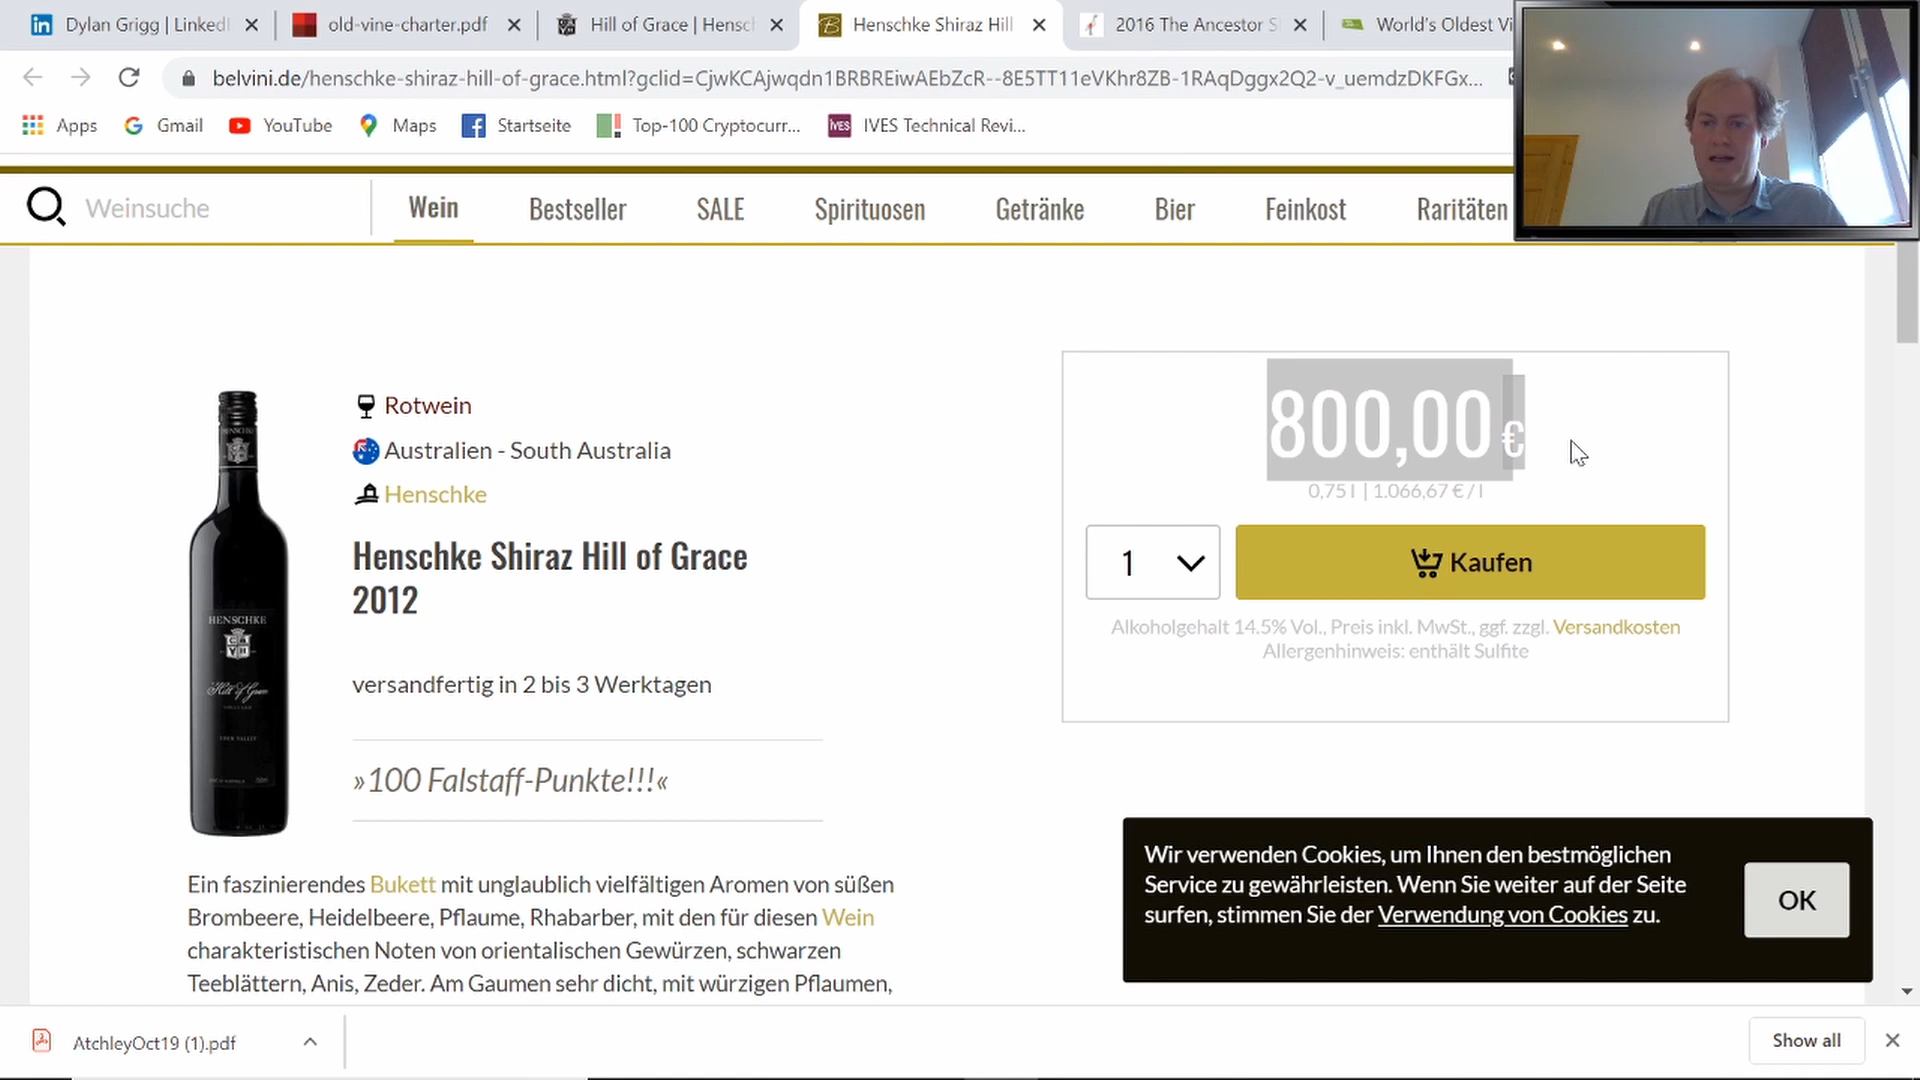 Dylan Grigg | Linked
old-vine-charter.pdf
Hill of Grace | Hensc
Henschke Shiraz Hill
2016 The Ancestor S
World's Oldest Vi
belvini.de/henschke-shiraz-hill-of-grace.html?gclid=CjwKCAjwqdn1BRBREiwAEbZcR--8E5TT11eVKhr8ZB-1RAqDggx2Q2-v_uemdzDKFGx...
Apps
Gmail
YouTube
Maps
Startseite
Top-100 Cryptocurr...
IVES
IVES Technical Revi...
Weinsuche
Wein
Bestseller
SALE
Spirituosen
Getränke
Bier
Feinkost
Raritäten
Rotwein
Australien - South Australia
Henschke
Henschke Shiraz Hill of Grace
2012
versandfertig in 2 bis 3 Werktagen
»100 Falstaff-Punkte!!!«
800,00 €
0,75 l | 1.066,67 € / l
1
Kaufen
Alkoholgehalt 14.5% Vol., Preis inkl. MwSt., ggf. zzgl. Versandkosten
Allergenhinweis: enthält Sulfite
HENSCHKE
Hill of Grace
Ein faszinierendes Bukett mit unglaublich vielfältigen Aromen von süßen
Brombeere, Heidelbeere, Pflaume, Rhabarber, mit den für diesen Wein
charakteristischen Noten von orientalischen Gewürzen, schwarzen
Teeblättern, Anis, Zeder. Am Gaumen sehr dicht, mit würzigen Pflaumen,
Wir verwenden Cookies, um Ihnen den bestmöglichen
Service zu gewährleisten. Wenn Sie weiter auf der Seite
surfen, stimmen Sie der Verwendung von Cookies zu.
OK
AtchleyOct19 (1).pdf
Show all